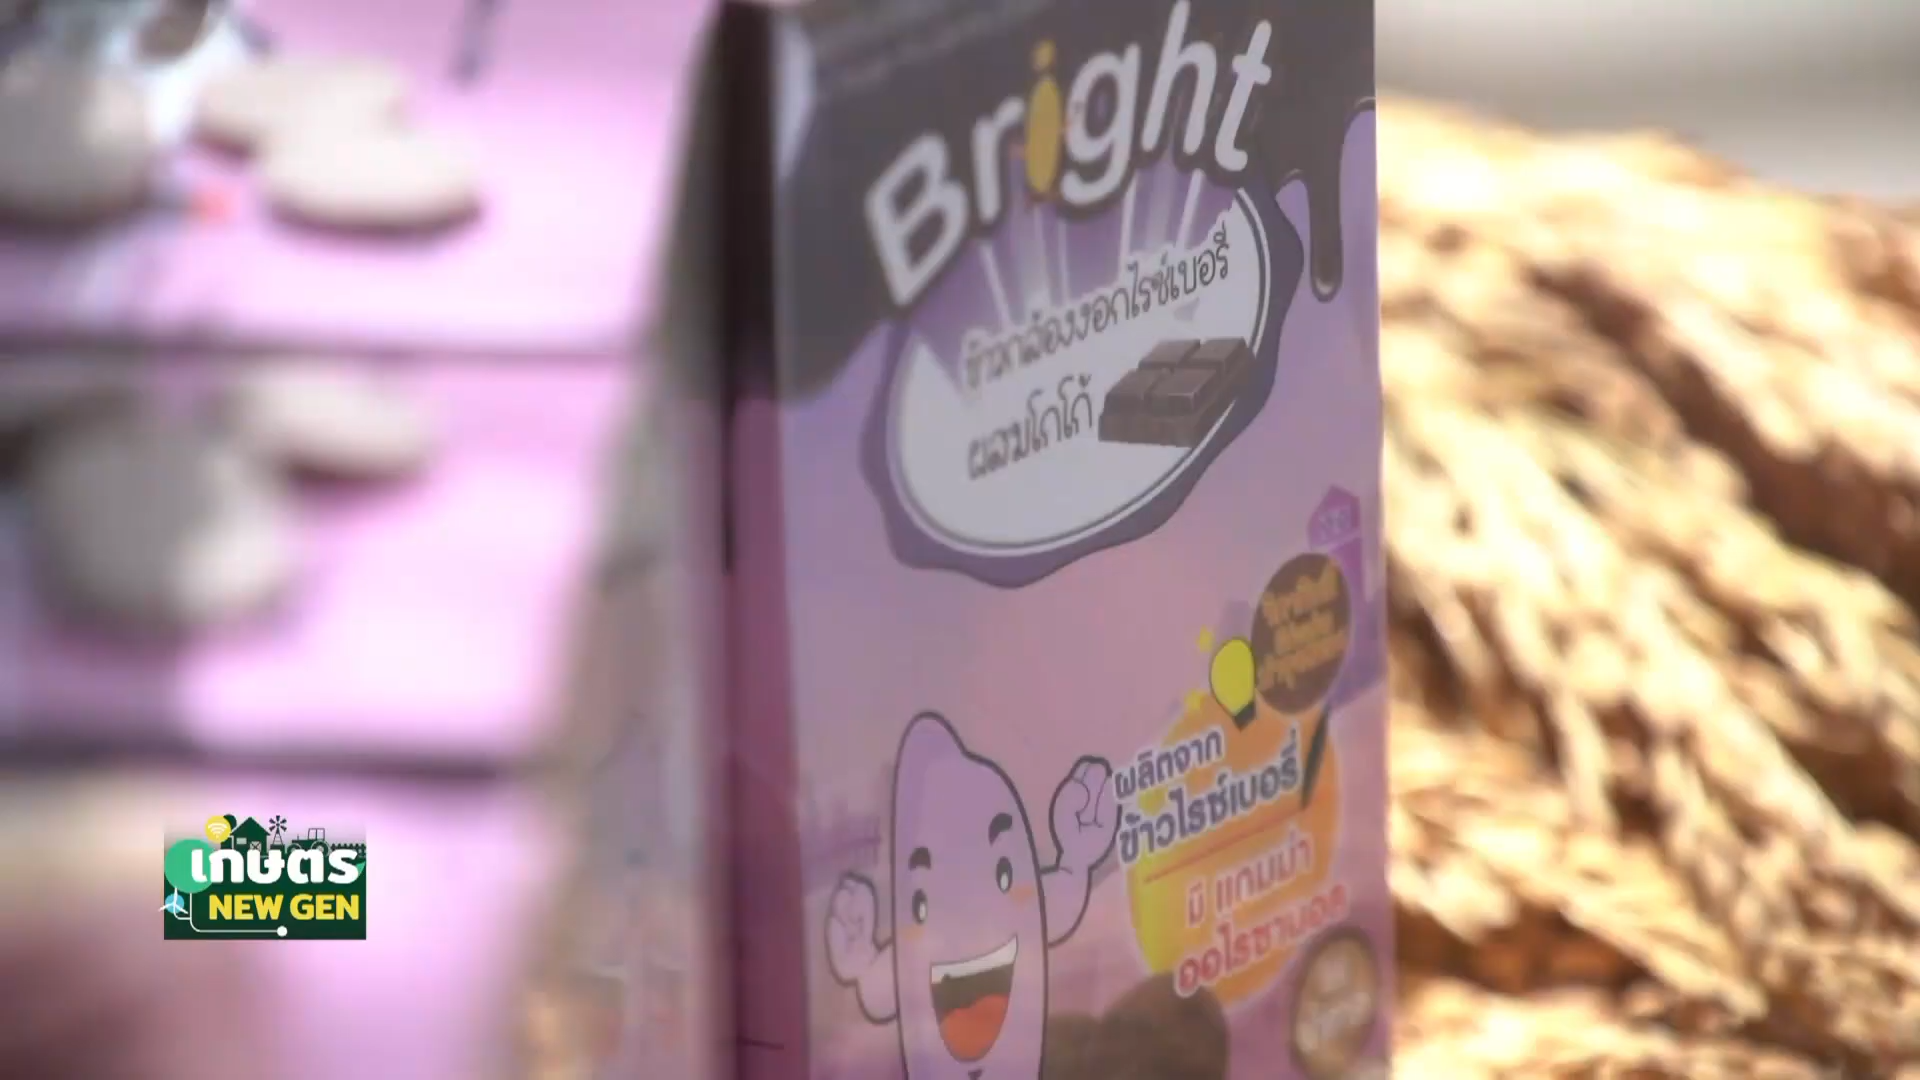 Bright
ข้าวกล้องงอกไรซ์เบอรี่
ผสมโกโก้
ผลิตจาก
ข้าวไรซ์เบอรี่
มี แกมม่า
ออไรซานอล
เกษตร
NEW GEN